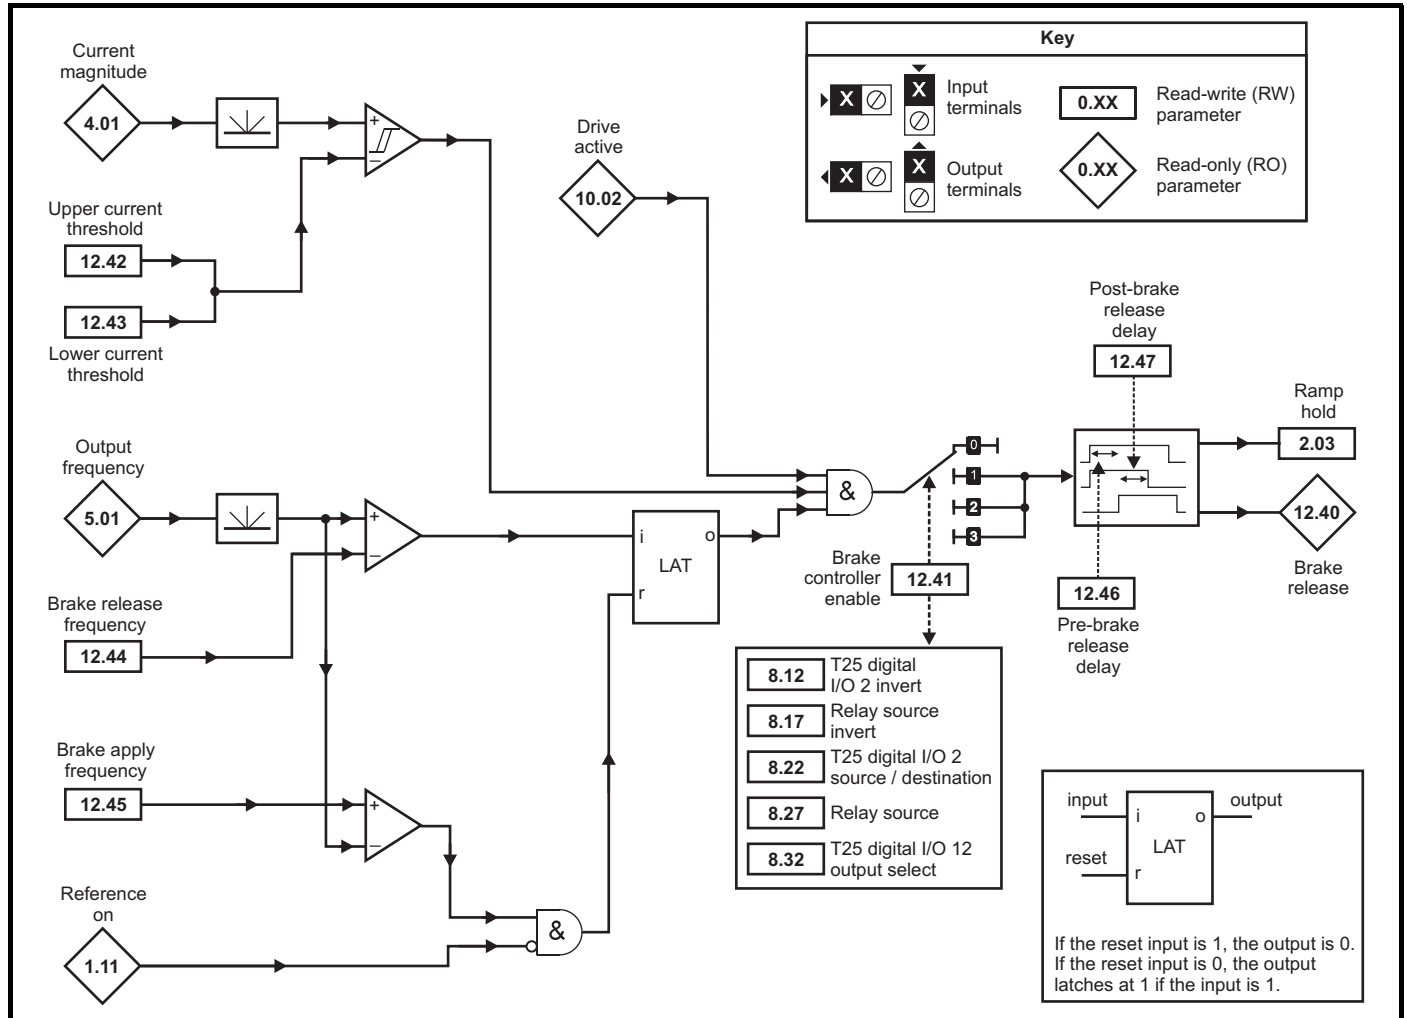 Current
magnitude
4.01
+
−
Upper current
threshold
12.42
12.43
Lower current
threshold
Drive
active
10.02
Key
X
X
Input
terminals
0.XX
Read-write (RW)
parameter
X
X
Output
terminals
0.XX
Read-only (RO)
parameter
Output
frequency
5.01
+
−
Brake release
frequency
12.44
Brake apply
frequency
12.45
+
−
Reference
on
1.11
&
i
o
LAT
r
&
0
1
2
3
Brake
controller
enable
12.41
8.12
T25 digital
I/O 2 invert
8.17
Relay source
invert
8.22
T25 digital I/O 2
source / destination
8.27
Relay source
8.32
T25 digital I/O 12
output select
Post-brake
release
delay
12.47
12.46
Pre-brake
release
delay
Ramp
hold
2.03
12.40
Brake
release
input
output
i
o
LAT
reset
r
If the reset input is 1, the output is 0.
If the reset input is 0, the output
latches at 1 if the input is 1.